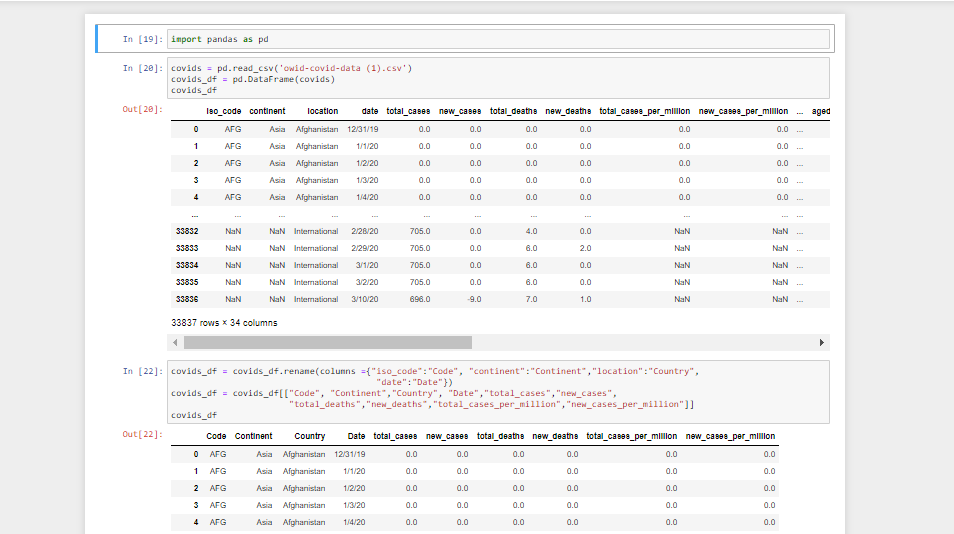 In [19]: import pandas as pd
In [20]: covids = pd.read_csv('owid-covid-data (1).csv')
covids_df = pd.DataFrame(covids)
covids_df
Out[20]:
iso_code continent location date total_cases new_cases total_deaths new_deaths total_cases_per_million new_cases_per_million ... aged
0 AFG Asia Afghanistan 12/31/19 0.0 0.0 0.0 0.0 0.0 0.0 ...
1 AFG Asia Afghanistan 1/1/20 0.0 0.0 0.0 0.0 0.0 0.0 ...
2 AFG Asia Afghanistan 1/2/20 0.0 0.0 0.0 0.0 0.0 0.0 ...
3 AFG Asia Afghanistan 1/3/20 0.0 0.0 0.0 0.0 0.0 0.0 ...
4 AFG Asia Afghanistan 1/4/20 0.0 0.0 0.0 0.0 0.0 0.0 ...
... ... ... ... ... ... ... ... ... ... ... ...
33832 NaN NaN International 2/28/20 705.0 0.0 4.0 0.0 NaN NaN ...
33833 NaN NaN International 2/29/20 705.0 0.0 6.0 2.0 NaN NaN ...
33834 NaN NaN International 3/1/20 705.0 0.0 6.0 0.0 NaN NaN ...
33835 NaN NaN International 3/2/20 705.0 0.0 6.0 0.0 NaN NaN ...
33836 NaN NaN International 3/10/20 696.0 -9.0 7.0 1.0 NaN NaN ...
33837 rows × 34 columns
In [22]: covids_df = covids_df.rename(columns ={"iso_code":"Code", "continent":"Continent","location":"Country",
"date":"Date"})
covids_df = covids_df[["Code", "Continent","Country", "Date","total_cases","new_cases",
"total_deaths","new_deaths","total_cases_per_million","new_cases_per_million"]]
covids_df
Out[22]:
Code Continent Country Date total_cases new_cases total_deaths new_deaths total_cases_per_million new_cases_per_million
0 AFG Asia Afghanistan 12/31/19 0.0 0.0 0.0 0.0 0.0 0.0
1 AFG Asia Afghanistan 1/1/20 0.0 0.0 0.0 0.0 0.0 0.0
2 AFG Asia Afghanistan 1/2/20 0.0 0.0 0.0 0.0 0.0 0.0
3 AFG Asia Afghanistan 1/3/20 0.0 0.0 0.0 0.0 0.0 0.0
4 AFG Asia Afghanistan 1/4/20 0.0 0.0 0.0 0.0 0.0 0.0